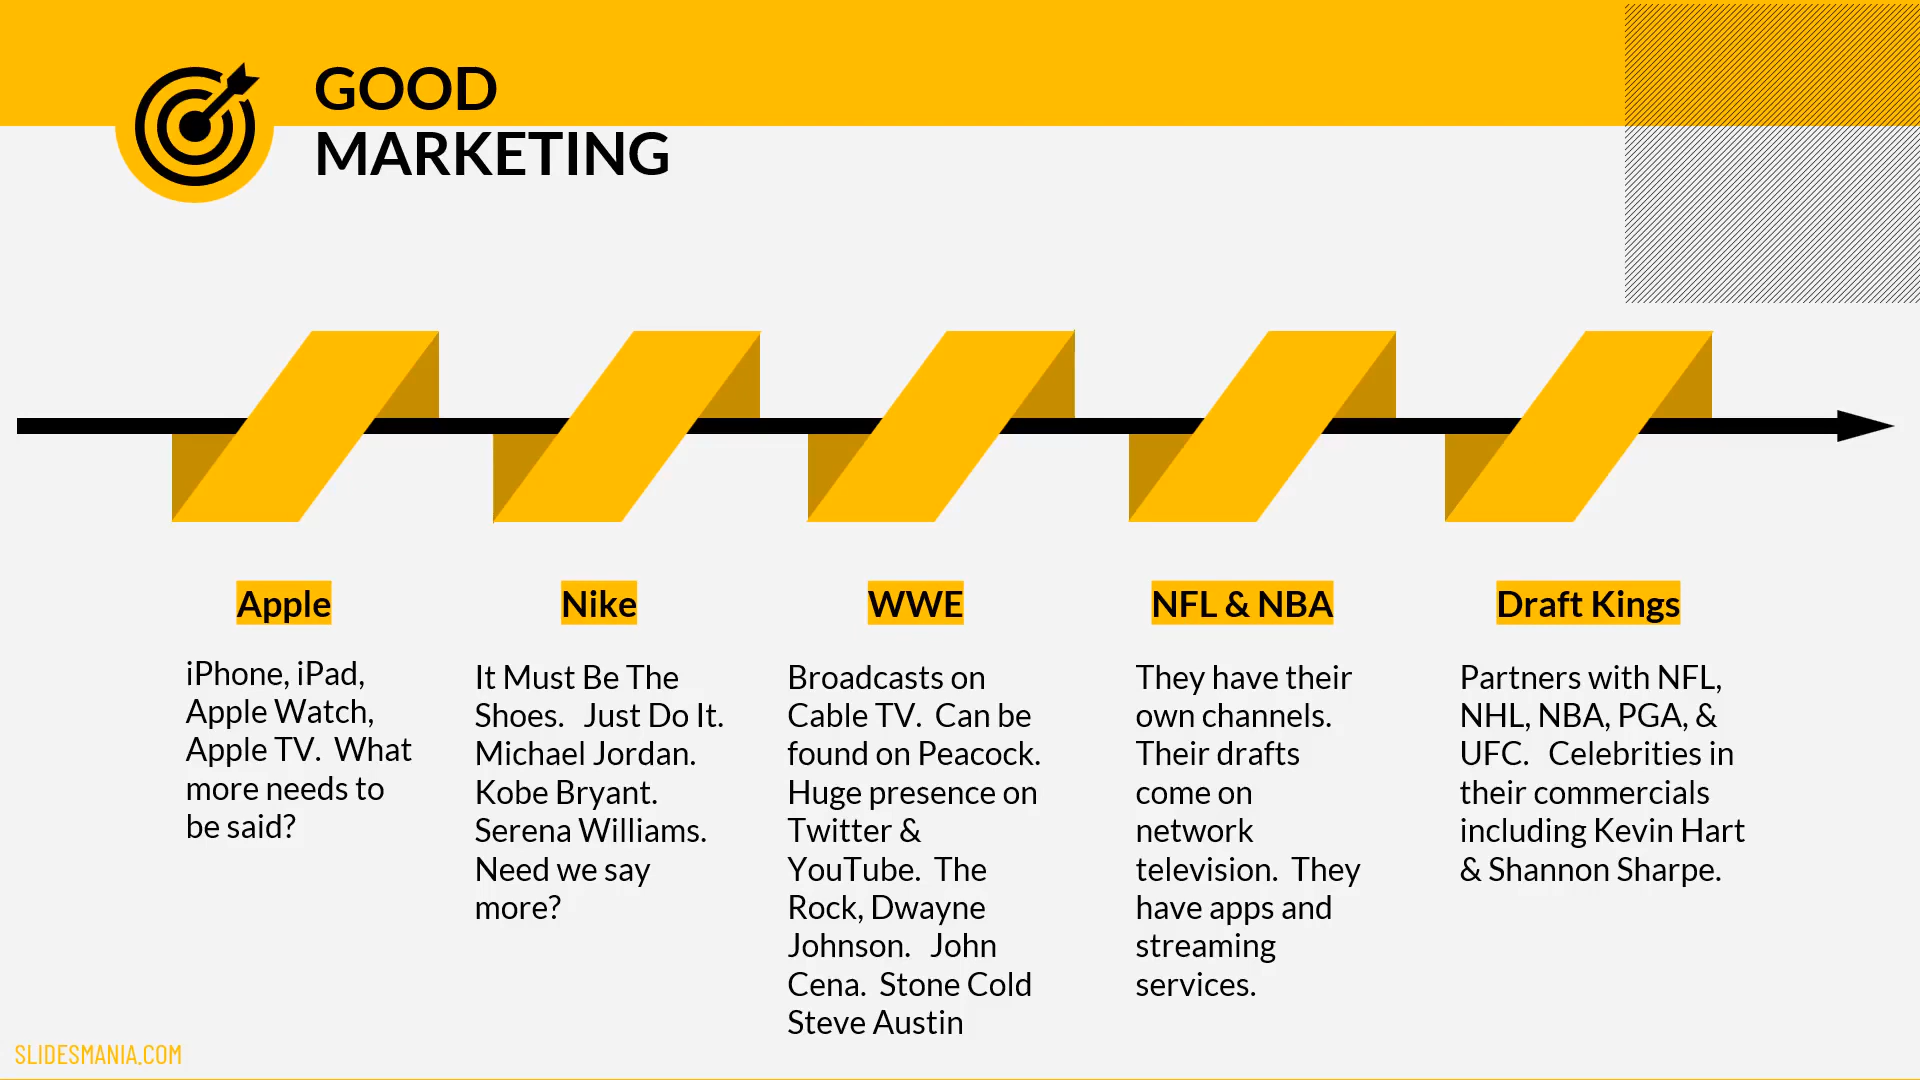 GOOD
MARKETING
Apple
iPhone, iPad,
Apple Watch,
Apple TV.  What
more needs to
be said?
Nike
It Must Be The
Shoes.   Just Do It.
Michael Jordan.
Kobe Bryant.
Serena Williams.
Need we say
more?
WWE
Broadcasts on
Cable TV.  Can be
found on Peacock.
Huge presence on
Twitter &
YouTube.  The
Rock, Dwayne
Johnson.   John
Cena.  Stone Cold
Steve Austin
NFL & NBA
They have their
own channels.
Their drafts
come on
network
television.  They
have apps and
streaming
services.
Draft Kings
Partners with NFL,
NHL, NBA, PGA, &
UFC.   Celebrities in
their commercials
including Kevin Hart
& Shannon Sharpe.
SLIDESMANIA.COM